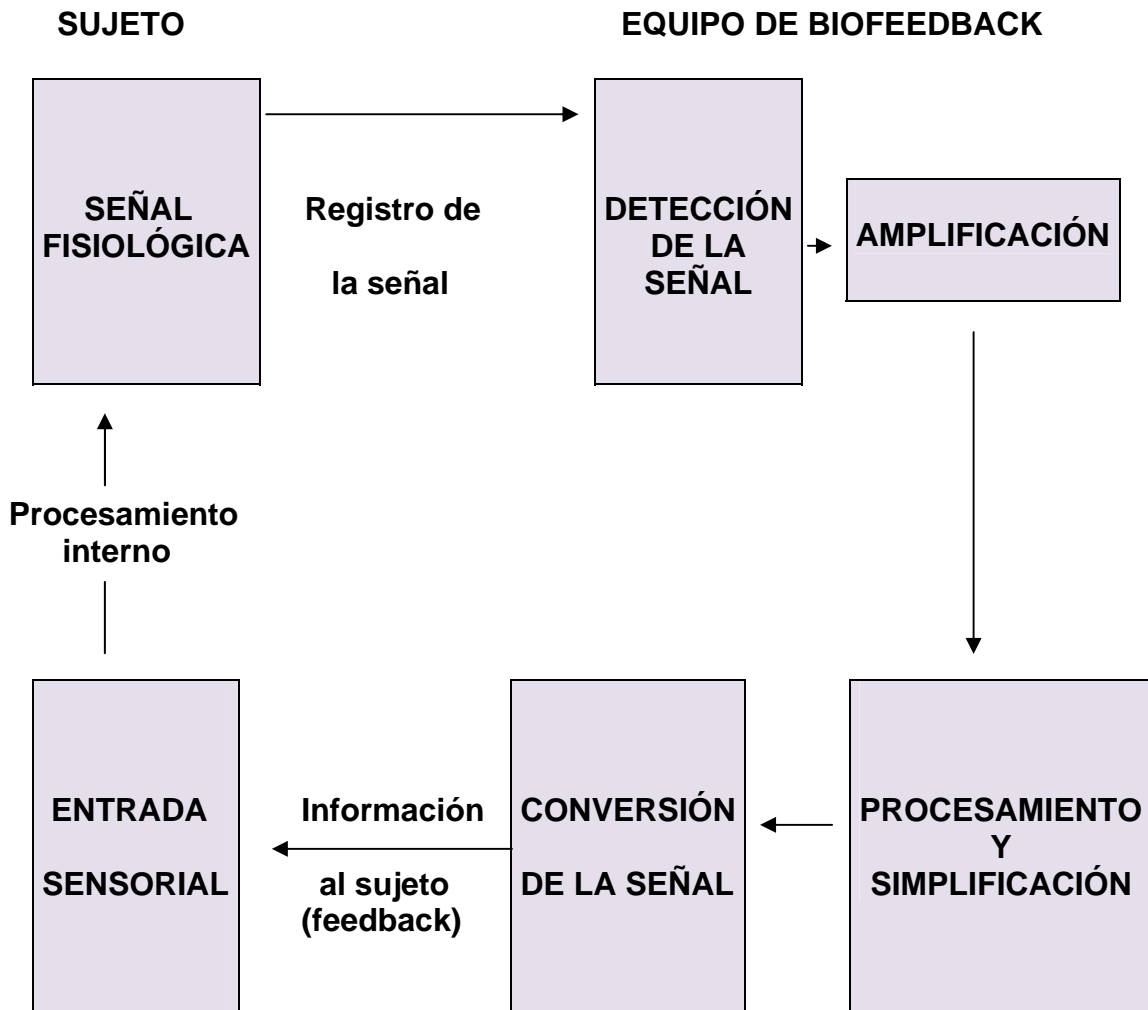 SUJETO
EQUIPO DE BIOFEEDBACK
SEÑAL
FISIOLÓGICA
Registro de
la señal
DETECCIÓN
DE LA
SEÑAL
AMPLIFICACIÓN
Procesamiento
interno
ENTRADA
SENSORIAL
Información
al sujeto
(feedback)
CONVERSIÓN
DE LA SEÑAL
PROCESAMIENTO
Y
SIMPLIFICACIÓN